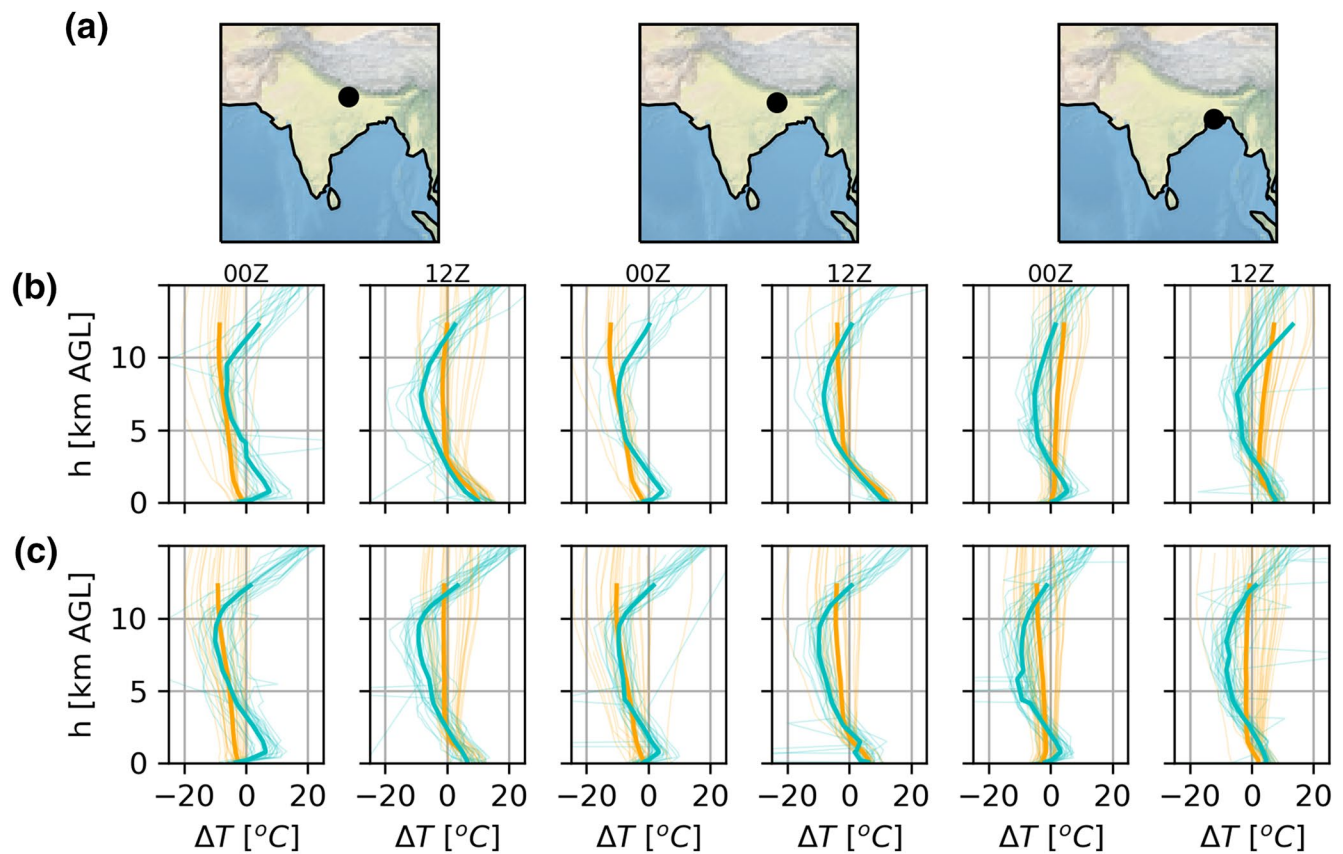 (a)
(b)
00Z 12Z 00Z 12Z 00Z 12Z
h [km AGL]
10
5
0
(c)
h [km AGL]
10
5
0
−20 0 20 −20 0 20 −20 0 20 −20 0 20 −20 0 20 −20 0 20
ΔT [°C] ΔT [°C] ΔT [°C] ΔT [°C] ΔT [°C] ΔT [°C]